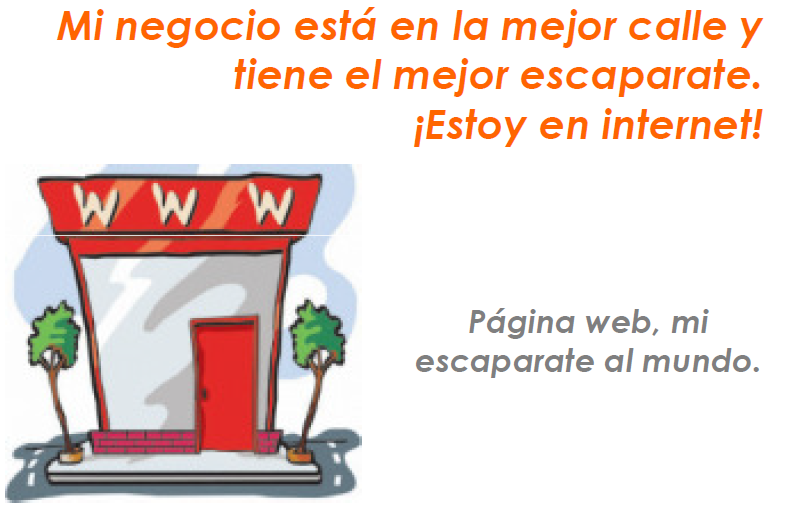 Mi negocio está en la mejor calle y
tiene el mejor escaparate.
¡Estoy en internet!
W W W
Página web, mi
escaparate al mundo.